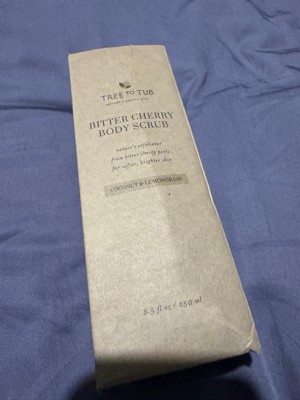 TREE TO TUB
BITTER CHERRY
BODY SCRUB
nature's exfoliator
from bitter cherry peels
for softer, brighter skin
COCONUT & LEMONGRASS
8.5 fl oz / 250 ml